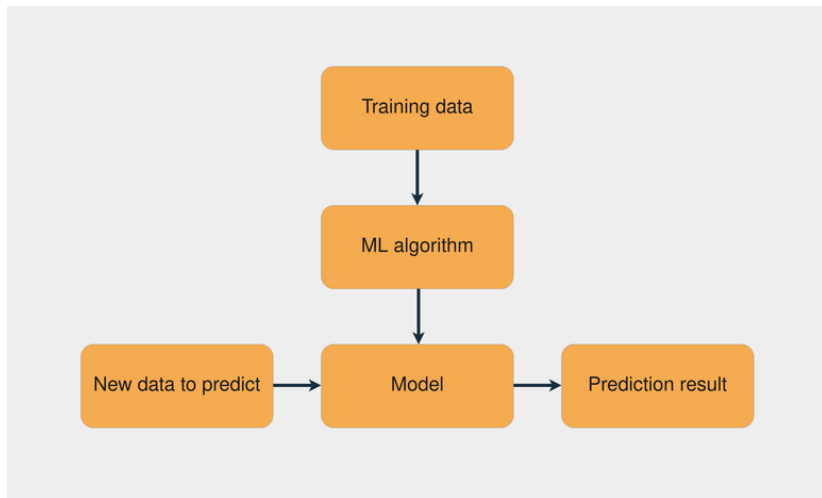 Training data
ML algorithm
New data to predict
Model
Prediction result